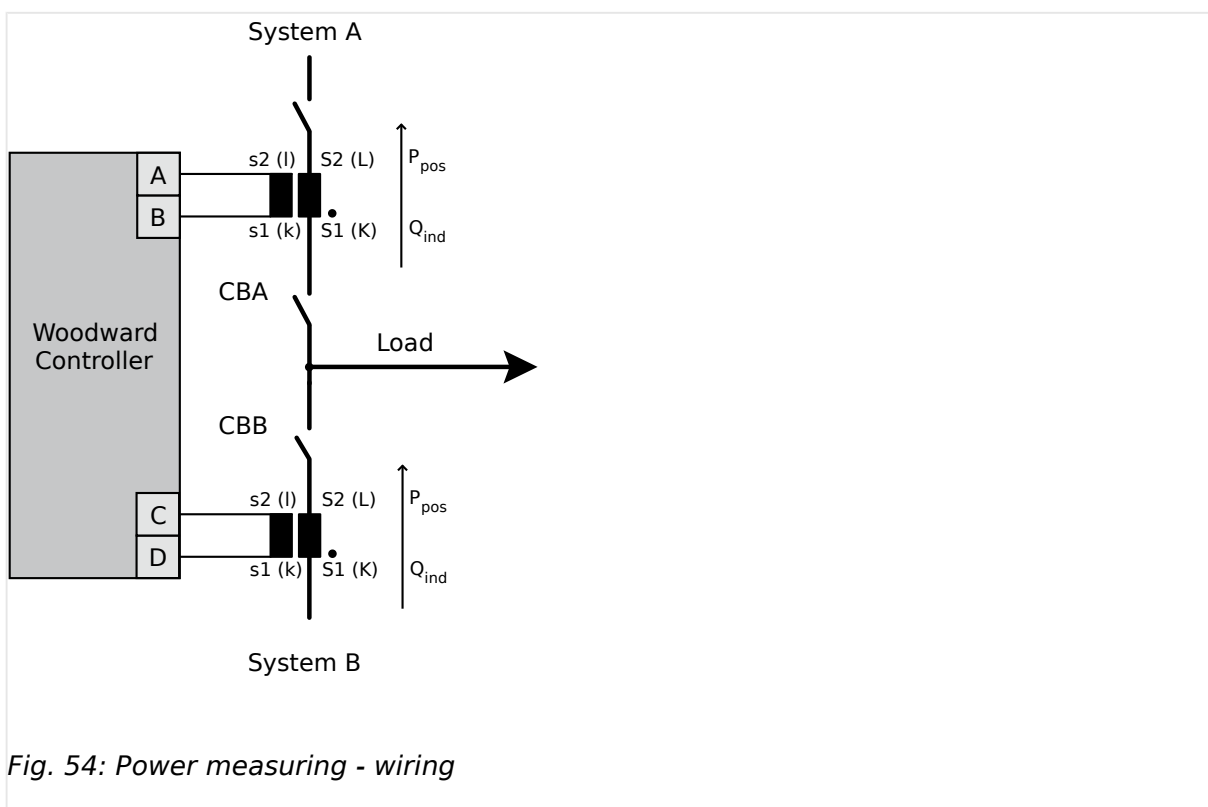 System A
s2 (l) S2 (L)
A
P_pos
B
s1 (k) S1 (K)
Q_ind
CBA
Woodward
Controller
Load
CBB
s2 (l) S2 (L)
P_pos
C
D
s1 (k) S1 (K)
Q_ind
System B
Fig. 54: Power measuring - wiring